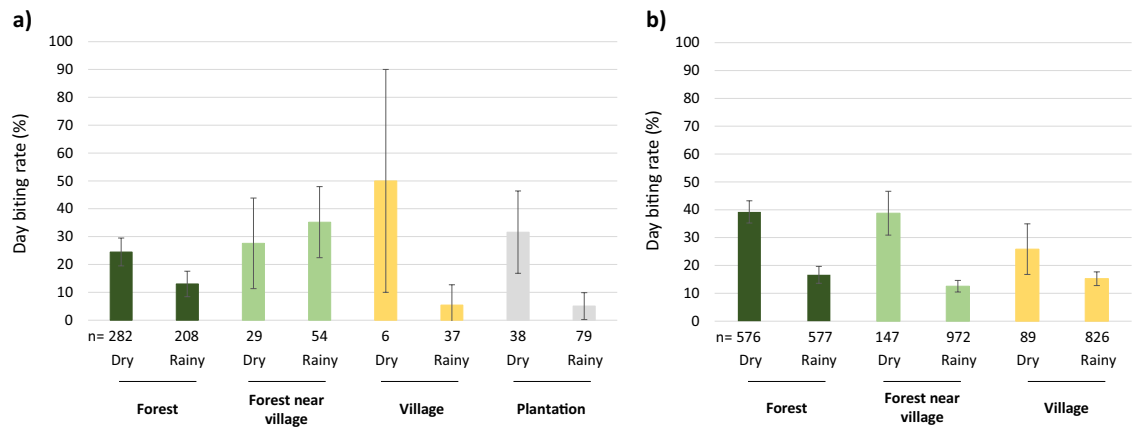 a)
Day biting rate (%)
100
90
80
70
60
50
40
30
20
10
0
n= 282 208 29 54 6 37 38 79
Dry Rainy Dry Rainy Dry Rainy Dry Rainy
Forest Forest near Village Plantation
village
b)
Day biting rate (%)
100
90
80
70
60
50
40
30
20
10
0
n= 576 577 147 972 89 826
Dry Rainy Dry Rainy Dry Rainy
Forest Forest near Village
village